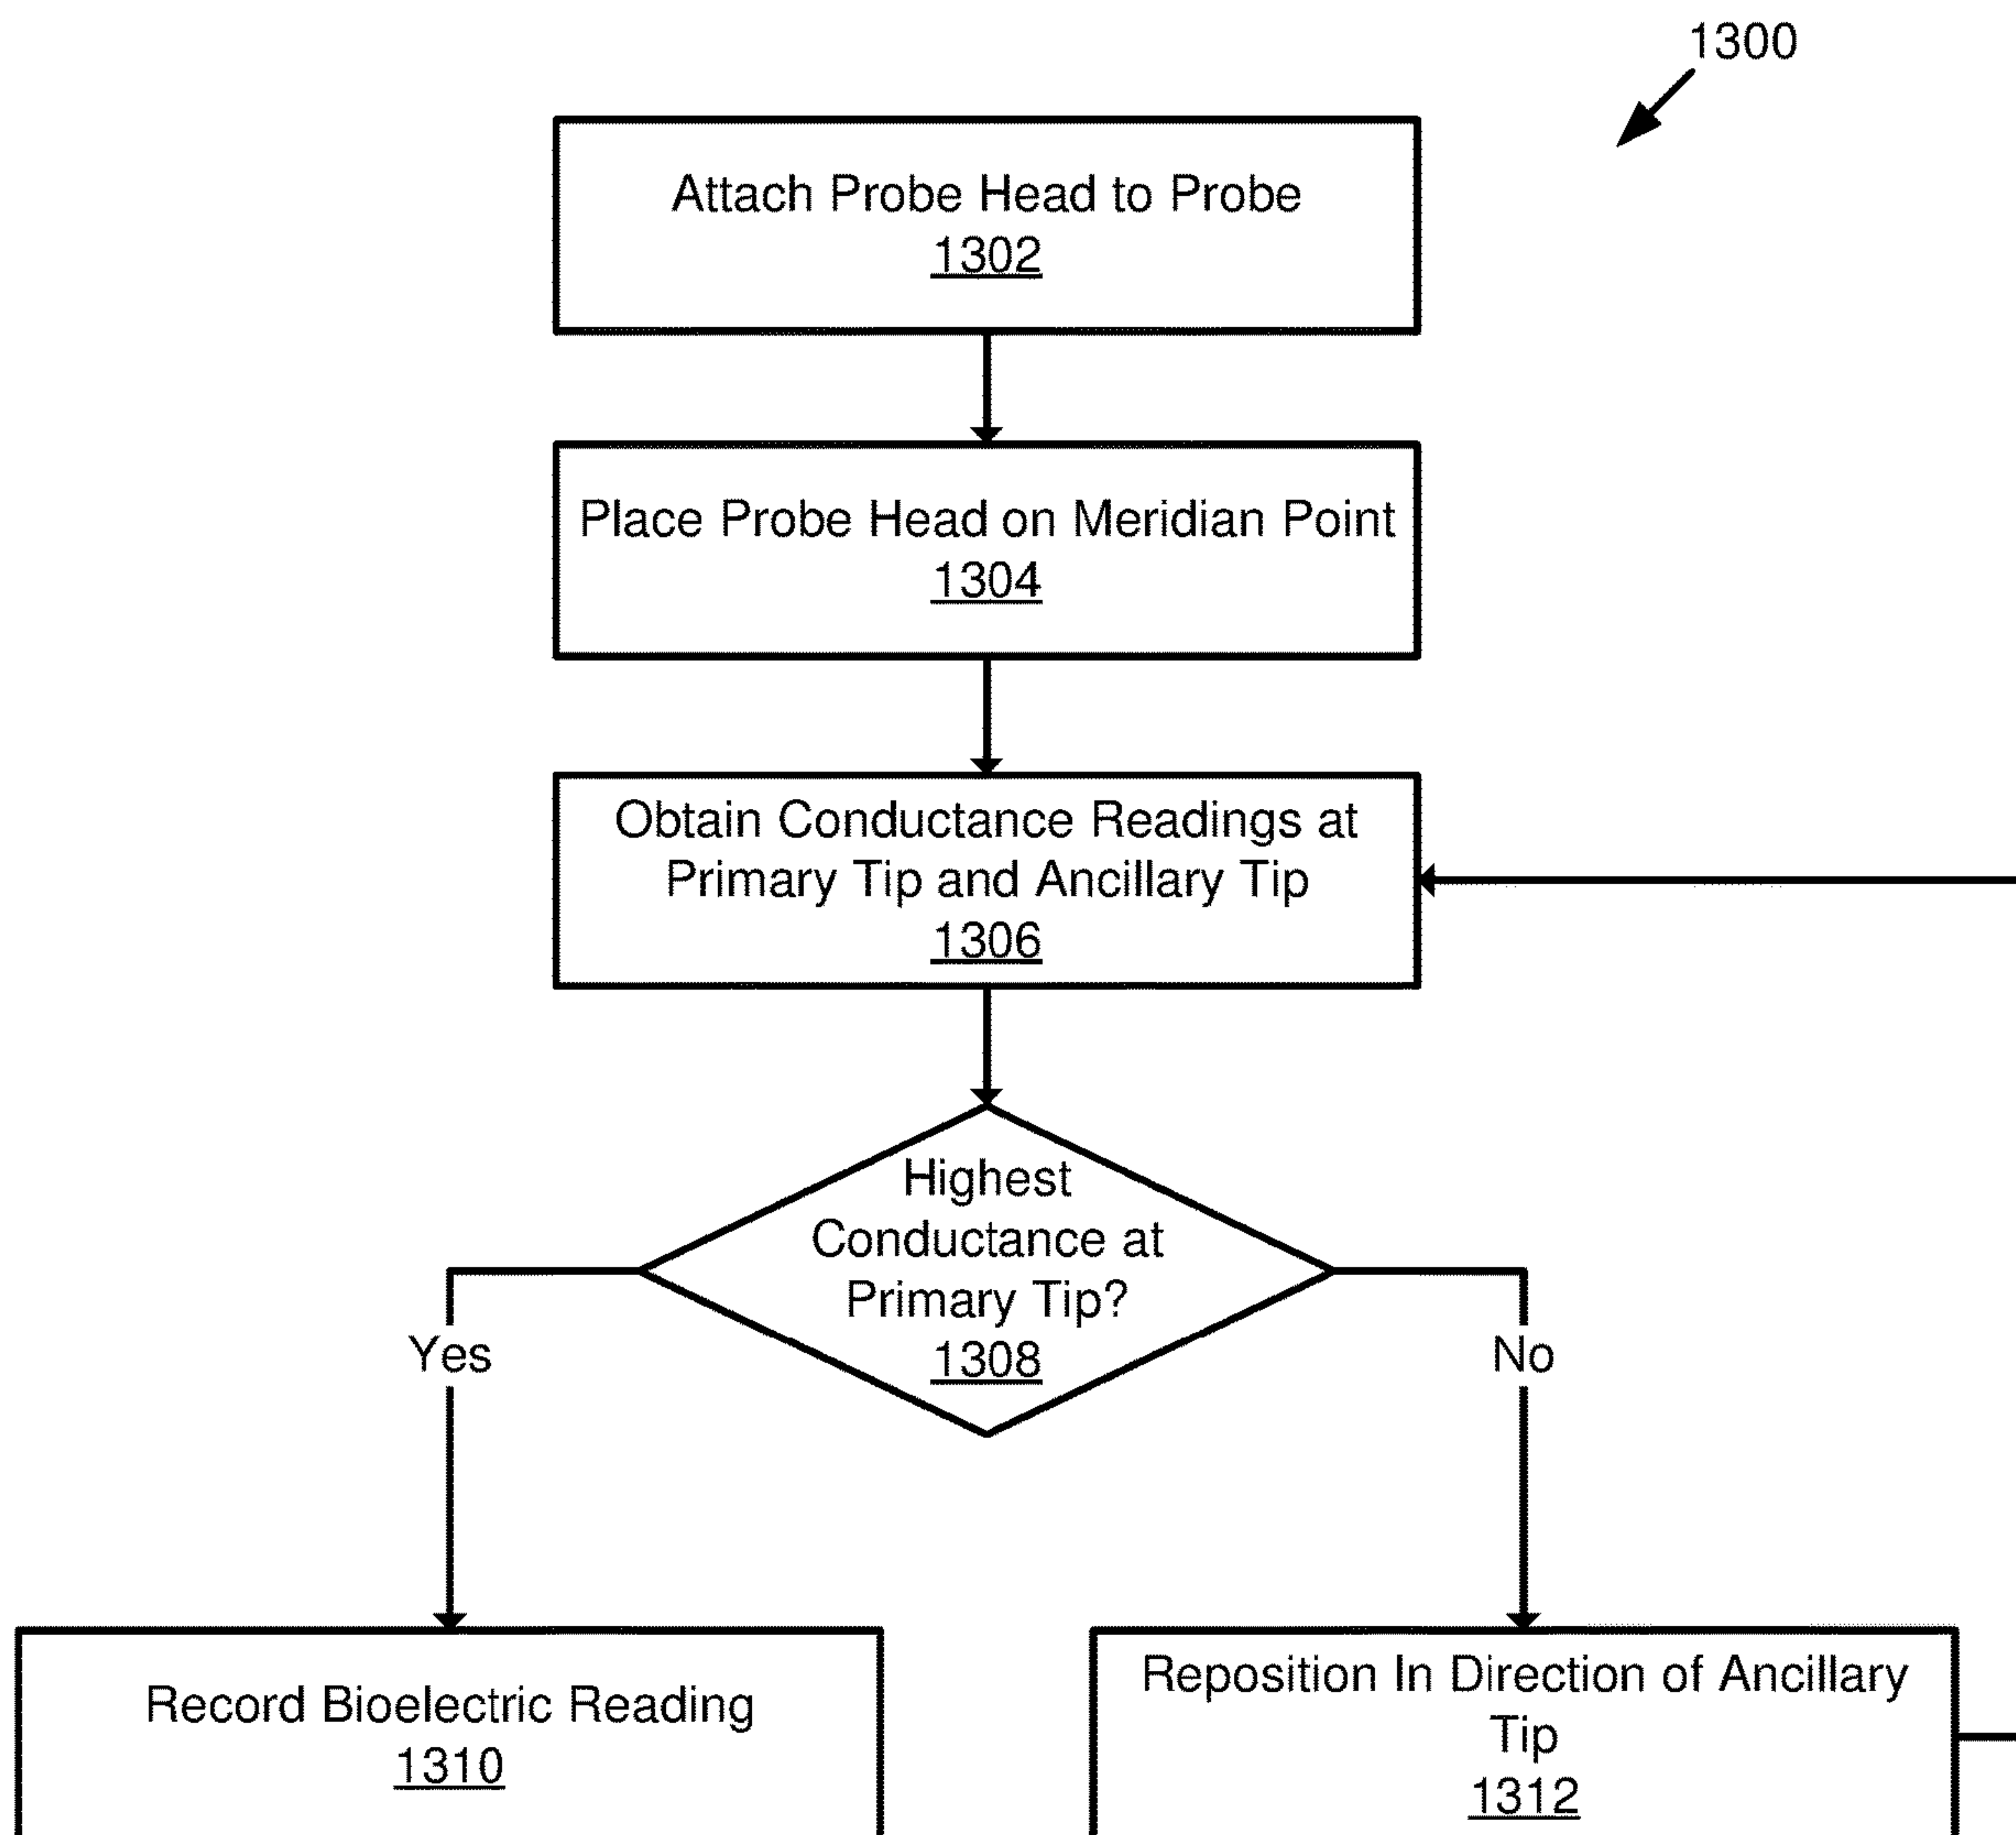 1300
Attach Probe Head to Probe
1302
Place Probe Head on Meridian Point
1304
Obtain Conductance Readings at
Primary Tip and Ancillary Tip
1306
Highest
Conductance at
Primary Tip?
1308
Yes
No
Record Bioelectric Reading
1310
Reposition In Direction of Ancillary
Tip
1312